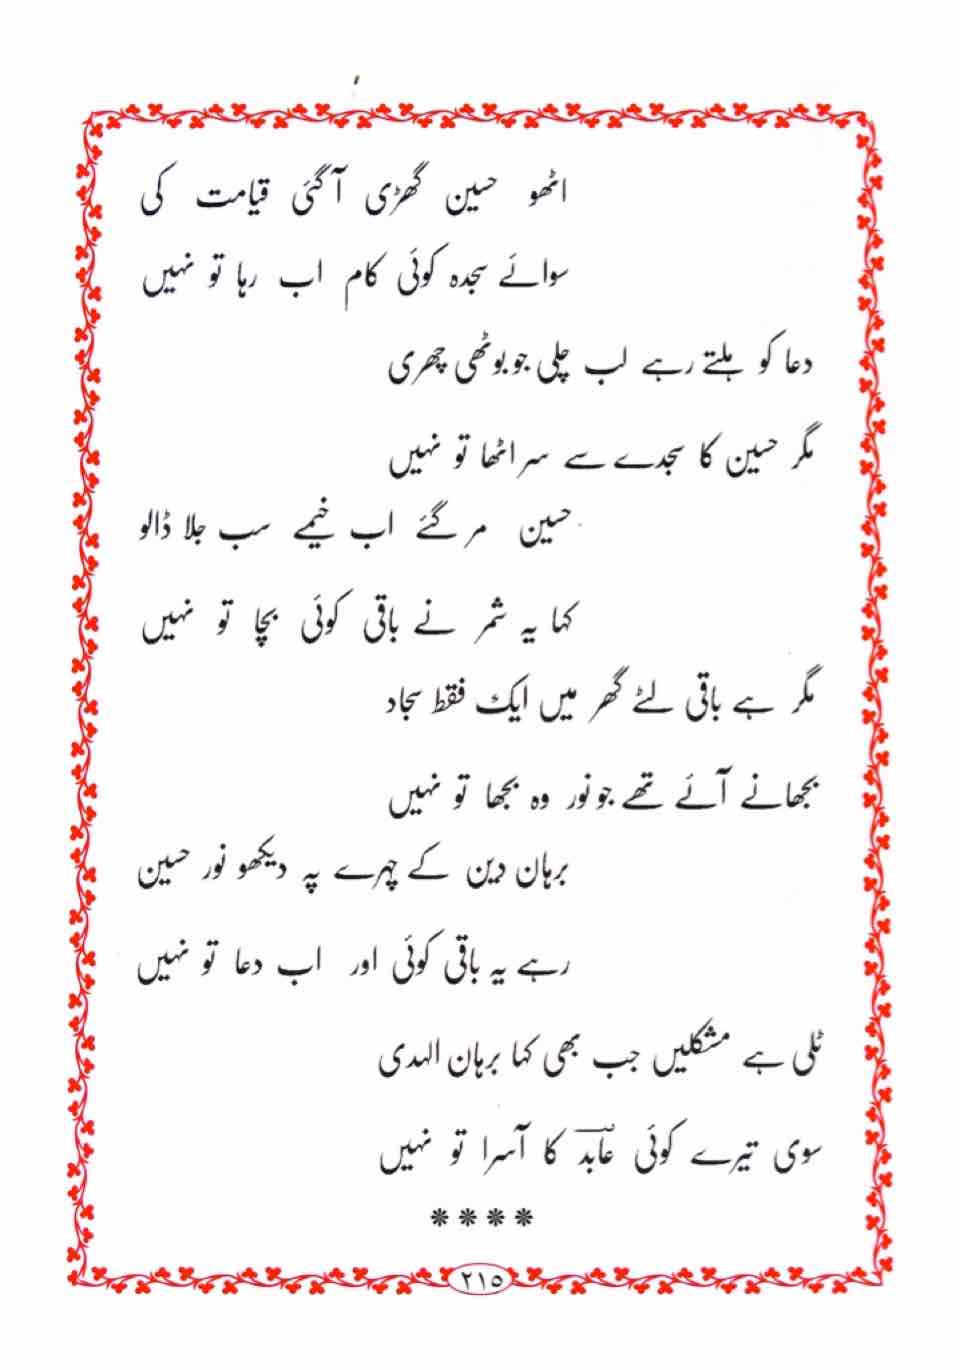 اٹھو حسین گھڑی آ گئی قیامت کی
سوائے سجدہ کوئی کام اب رہا تو نہیں
دعا کو ہلتے رہے لب چلی جو بوٹھی چھری
مگر حسین کا سجدے سے سر اٹھا تو نہیں
حسین مر گئے اب خیمے سب جلا ڈالو
کہا یہ شمر نے باقی کوئی بچا تو نہیں
مگر ہے باقی لٹے گھر میں ایک فقط سجاد
بجھانے آئے تھے جو نور وہ بجھا تو نہیں
برہان دین کے چہرے پہ دیکھو نور حسین
رہے یہ باقی کوئی اور اب دعا تو نہیں
ٹلی ہے مشکلیں جب بھی کہا برہان الہدی
سوی تیرے کوئی عابدؔ کا آسرا تو نہیں
****
٢١٥